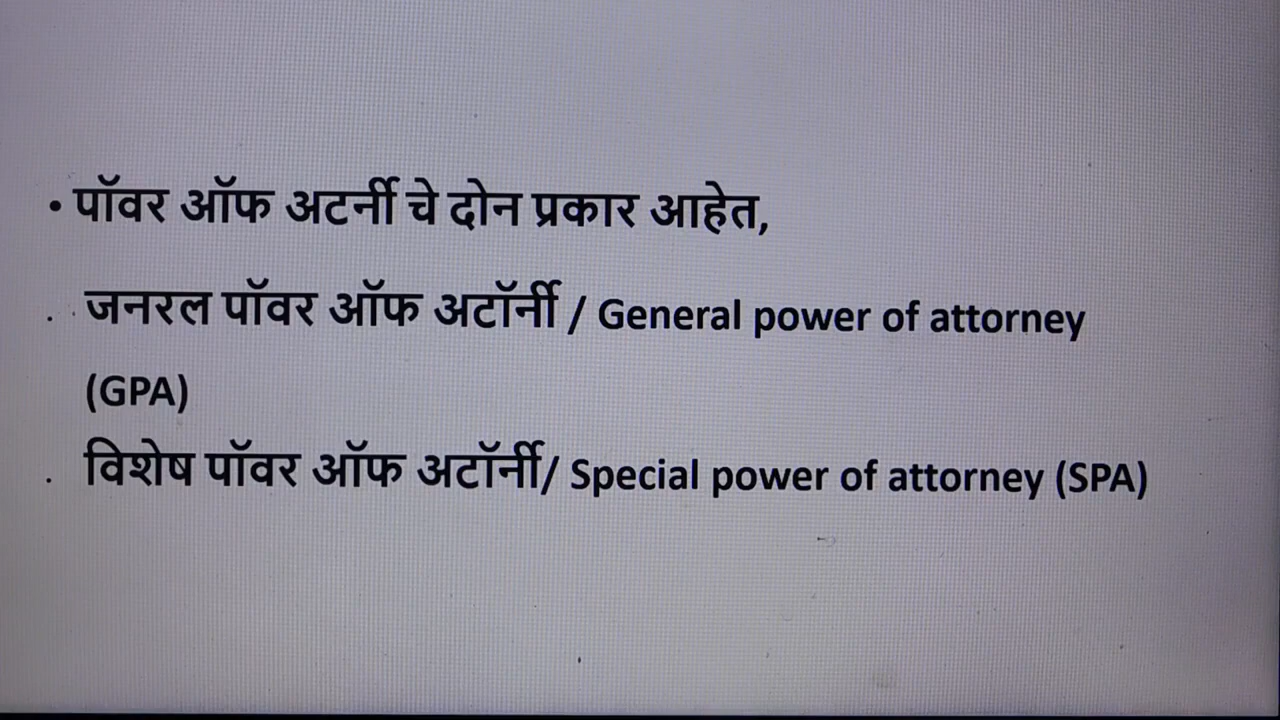 • पॉवर ऑफ अटर्नी चे दोन प्रकार आहेत,
. जनरल पॉवर ऑफ अटॉर्नी / General power of attorney
(GPA)
. विशेष पॉवर ऑफ अटॉर्नी/ Special power of attorney (SPA)